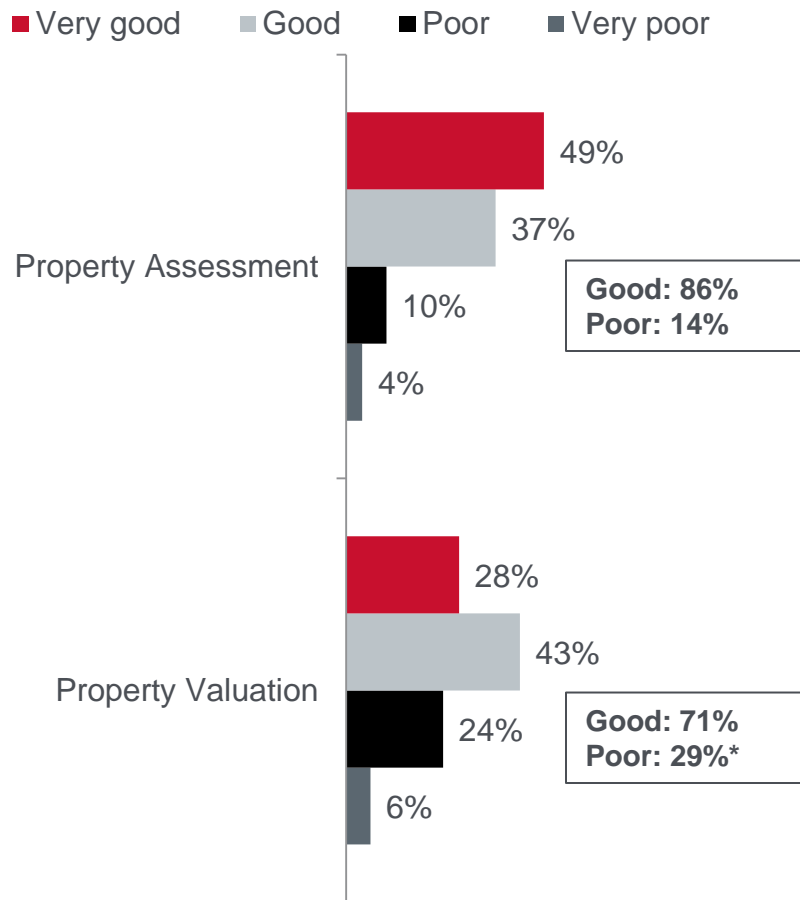 Very good Good Poor Very poor
49%
37%
Property Assessment
10%
Good: 86%
Poor: 14%
4%
28%
43%
Property Valuation
24%
Good: 71%
Poor: 29%*
6%